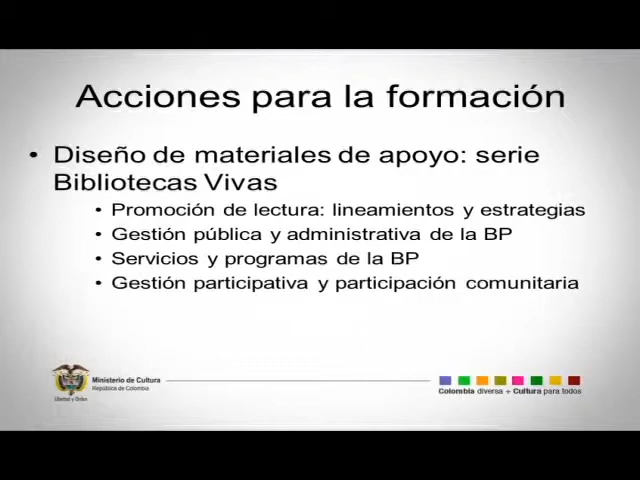 Acciones para la formación
• Diseño de materiales de apoyo: serie
Bibliotecas Vivas
• Promoción de lectura: lineamientos y estrategias
• Gestión pública y administrativa de la BP
• Servicios y programas de la BP
• Gestión participativa y participación comunitaria
Ministerio de Cultura
República de Colombia
Libertad y Orden
Colombia diversa + Cultura para todos